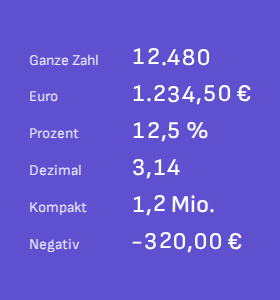 Ganze Zahl 12.480
Euro 1.234,50 €
Prozent 12,5 %
Dezimal 3,14
Kompakt 1,2 Mio.
Negativ -320,00 €